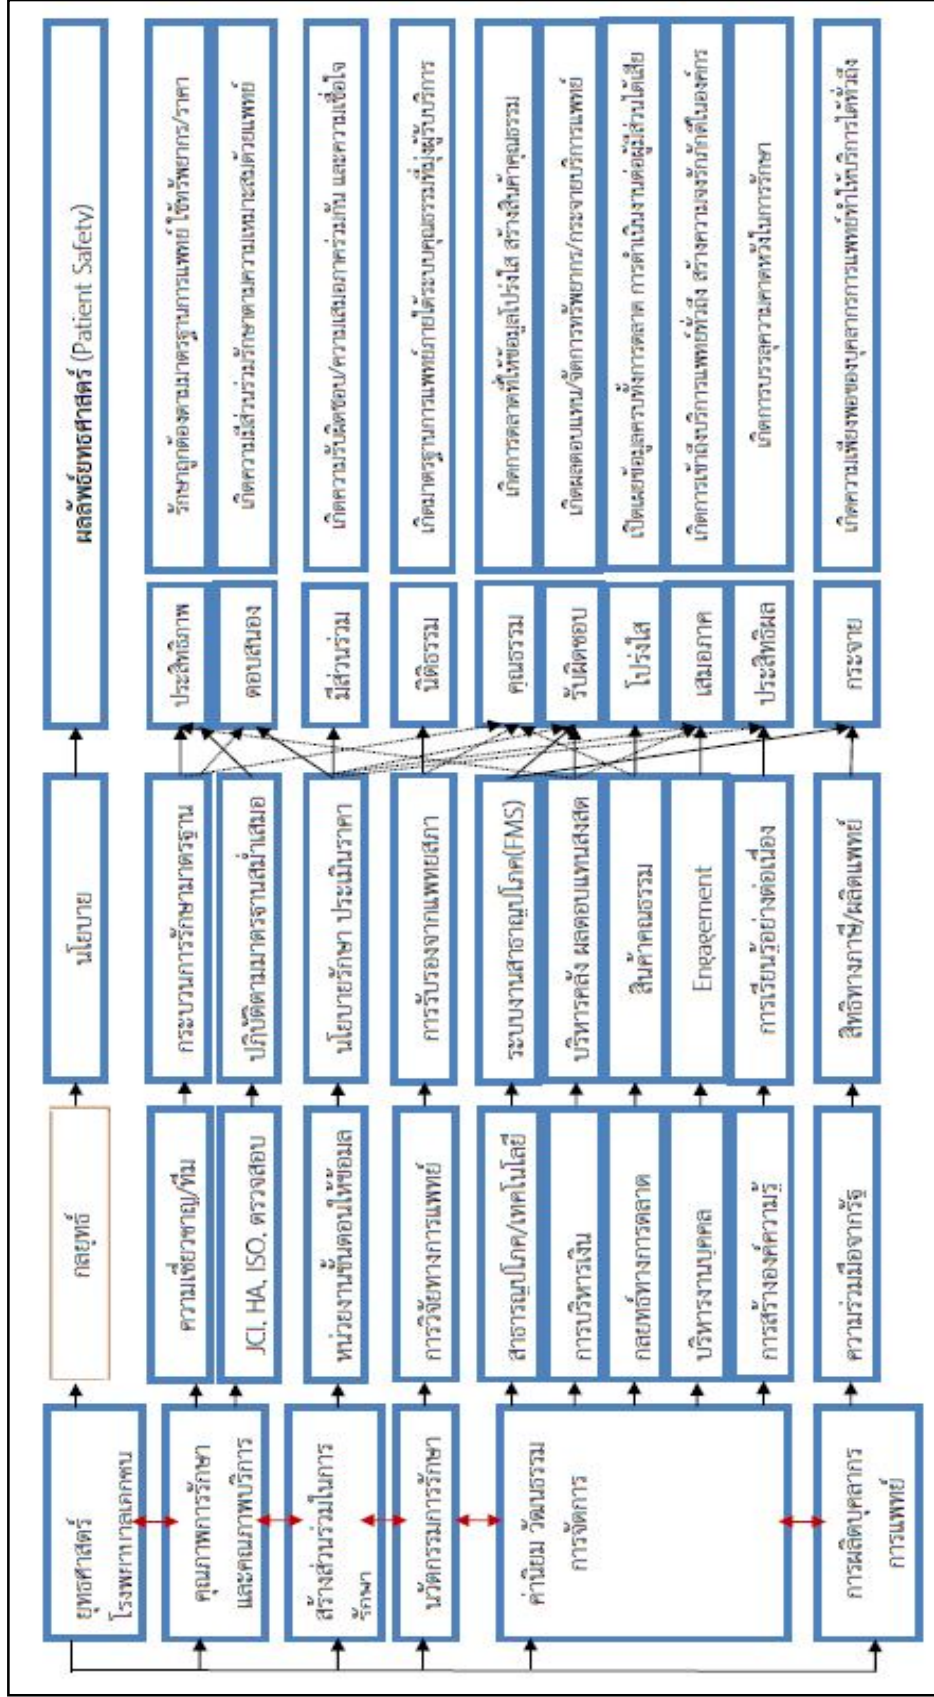 ยุทธศาสตร์
โรงพยาบาลเอกชน
กลยุทธ์
นโยบาย
ผลลัพธ์ยุทธศาสตร์ (Patient Safety)
คุณภาพการรักษา
และคุณภาพบริการ
ความเชี่ยวชาญ/ทีม
กระบวนการรักษามาตรฐาน
ประสิทธิภาพ
รักษาถูกต้องตามมาตรฐานการแพทย์ ใช้ทรัพยากร/ราคา
JCI, HA, ISO, ตรวจสอบ
ปฏิบัติตามมาตรฐานสม่ำเสมอ
ตอบสนอง
เกิดความมีส่วนร่วมรักษาตามความเหมาะสมด้วยแพทย์
สร้างส่วนร่วมในการ
รักษา
หน่วยงานขั้นตอนให้ข้อมูล
นโยบายรักษา ประเมินราคา
มีส่วนร่วม
เกิดความรับผิดชอบ/ความเสมอภาคร่วมกัน และความเชื่อใจ
นวัตกรรมการรักษา
การวิจัยทางการแพทย์
การรับรองจากแพทยสภา
นิติธรรม
เกิดมาตรฐานการแพทย์ภายใต้ระบบคุณธรรมที่มุ่งผู้รับบริการ
ค่านิยม วัฒนธรรม
การจัดการ
สาธารณูปโภค/เทคโนโลยี
ระบบงานสาธาณูปโภค(FMS)
คุณธรรม
เกิดการตลาดที่ให้ข้อมูลโปร่งใส สร้างสินค้าคุณธรรม
การบริหารเงิน
บริหารคลัง ผลตอบแทนสูงสุด
รับผิดชอบ
เกิดผลตอบแทน/จัดการทรัพยากร/กระจายบริการแพทย์
กลยุทธ์ทางการตลาด
สินค้าคุณธรรม
โปร่งใส
เปิดเผยข้อมูลครบทั้งการตลาด การดำเนินงานต่อผู้มีส่วนได้เสีย
บริหารงานบุคคล
Engagement
เสมอภาค
เกิดการเข้าถึงบริการแพทย์ทั่วถึง สร้างความจงรักภักดีในองค์กร
การสร้างองค์ความรู้
การเรียนรู้อย่างต่อเนื่อง
ประสิทธิผล
เกิดการบรรลุความคาดหวังในการรักษา
การผลิตบุคลากร
การแพทย์
ความร่วมมือจากรัฐ
สิทธิทางภาษี/ผลิตแพทย์
กระจาย
เกิดความเพียงพอของบุคลากรการแพทย์ทำให้บริการได้ทั่วถึง